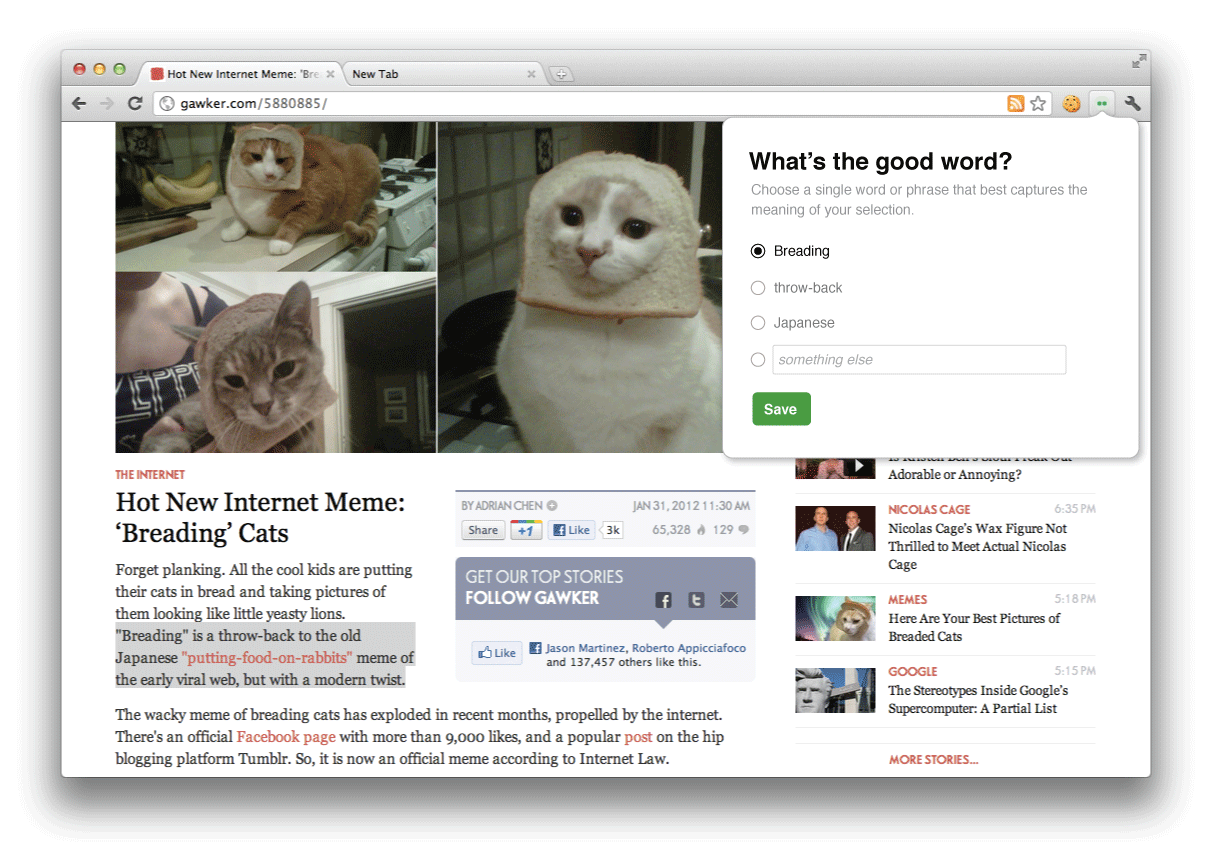 Hot New Internet Meme: 'Bre
New Tab
gawker.com/5880885/
What's the good word?
Choose a single word or phrase that best captures the
meaning of your selection.
Breading
throw-back
Japanese
something else
Save
THE INTERNET
Hot New Internet Meme:
‘Breading’ Cats
Forget planking. All the cool kids are putting
their cats in bread and taking pictures of
them looking like little yeasty lions.
"Breading" is a throw-back to the old
Japanese "putting-food-on-rabbits" meme of
the early viral web, but with a modern twist.
The wacky meme of breading cats has exploded in recent months, propelled by the internet.
There's an official Facebook page with more than 9,000 likes, and a popular post on the hip
blogging platform Tumblr. So, it is now an official meme according to Internet Law.
BY ADRIAN CHEN
JAN 31, 2012 11:30 AM
Share +1 Like 3k 65,328 129
GET OUR TOP STORIES
FOLLOW GAWKER
Like
Jason Martinez, Roberto Appicciafoco
and 137,457 others like this.
Adorable or Annoying?
NICOLAS CAGE 6:35 PM
Nicolas Cage's Wax Figure Not
Thrilled to Meet Actual Nicolas
Cage
MEMES 5:18 PM
Here Are Your Best Pictures of
Breaded Cats
GOOGLE 5:15 PM
The Stereotypes Inside Google's
Supercomputer: A Partial List
MORE STORIES...